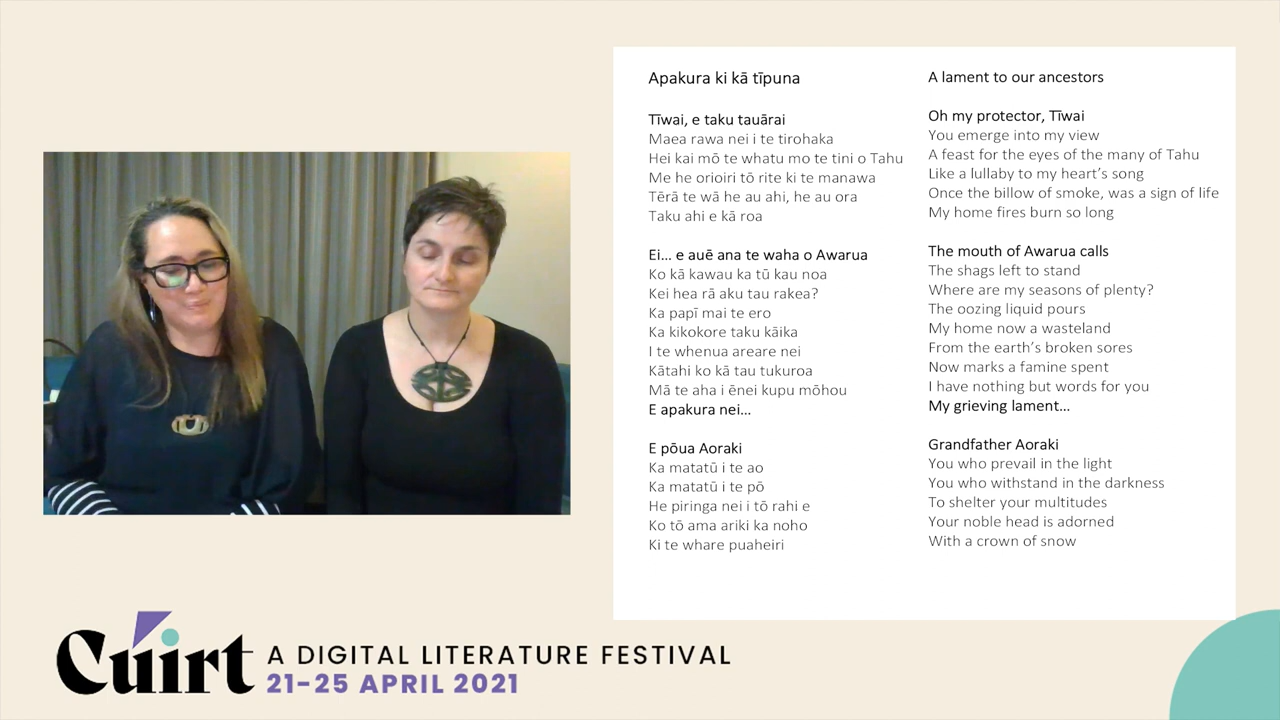 Apakura ki kā tīpuna
Tīwai, e taku tauārai
Maea rawa nei i te tirohaka
Hei kai mō te whatu mo te tini o Tahu
Me he orioiri tō rite ki te manawa
Tērā te wā he au ahi, he au ora
Taku ahi e kā roa
Ei... e auē ana te waha o Awarua
Ko kā kawau ka tū kau noa
Kei hea rā aku tau rakea?
Ka papī mai te ero
Ka kikokore taku kāika
I te whenua areare nei
Kātahi ko kā tau tukuroa
Mā te aha i ēnei kupu mōhou
E apakura nei...
E pōua Aoraki
Ka matatū i te ao
Ka matatū i te pō
He piringa nei i tō rahi e
Ko tō ama ariki ka noho
Ki te whare puaheiri
A lament to our ancestors
Oh my protector, Tīwai
You emerge into my view
A feast for the eyes of the many of Tahu
Like a lullaby to my heart's song
Once the billow of smoke, was a sign of life
My home fires burn so long
The mouth of Awarua calls
The shags left to stand
Where are my seasons of plenty?
The oozing liquid pours
My home now a wasteland
From the earth's broken sores
Now marks a famine spent
I have nothing but words for you
My grieving lament...
Grandfather Aoraki
You who prevail in the light
You who withstand in the darkness
To shelter your multitudes
Your noble head is adorned
With a crown of snow
Cúirt A DIGITAL LITERATURE FESTIVAL
21-25 APRIL 2021